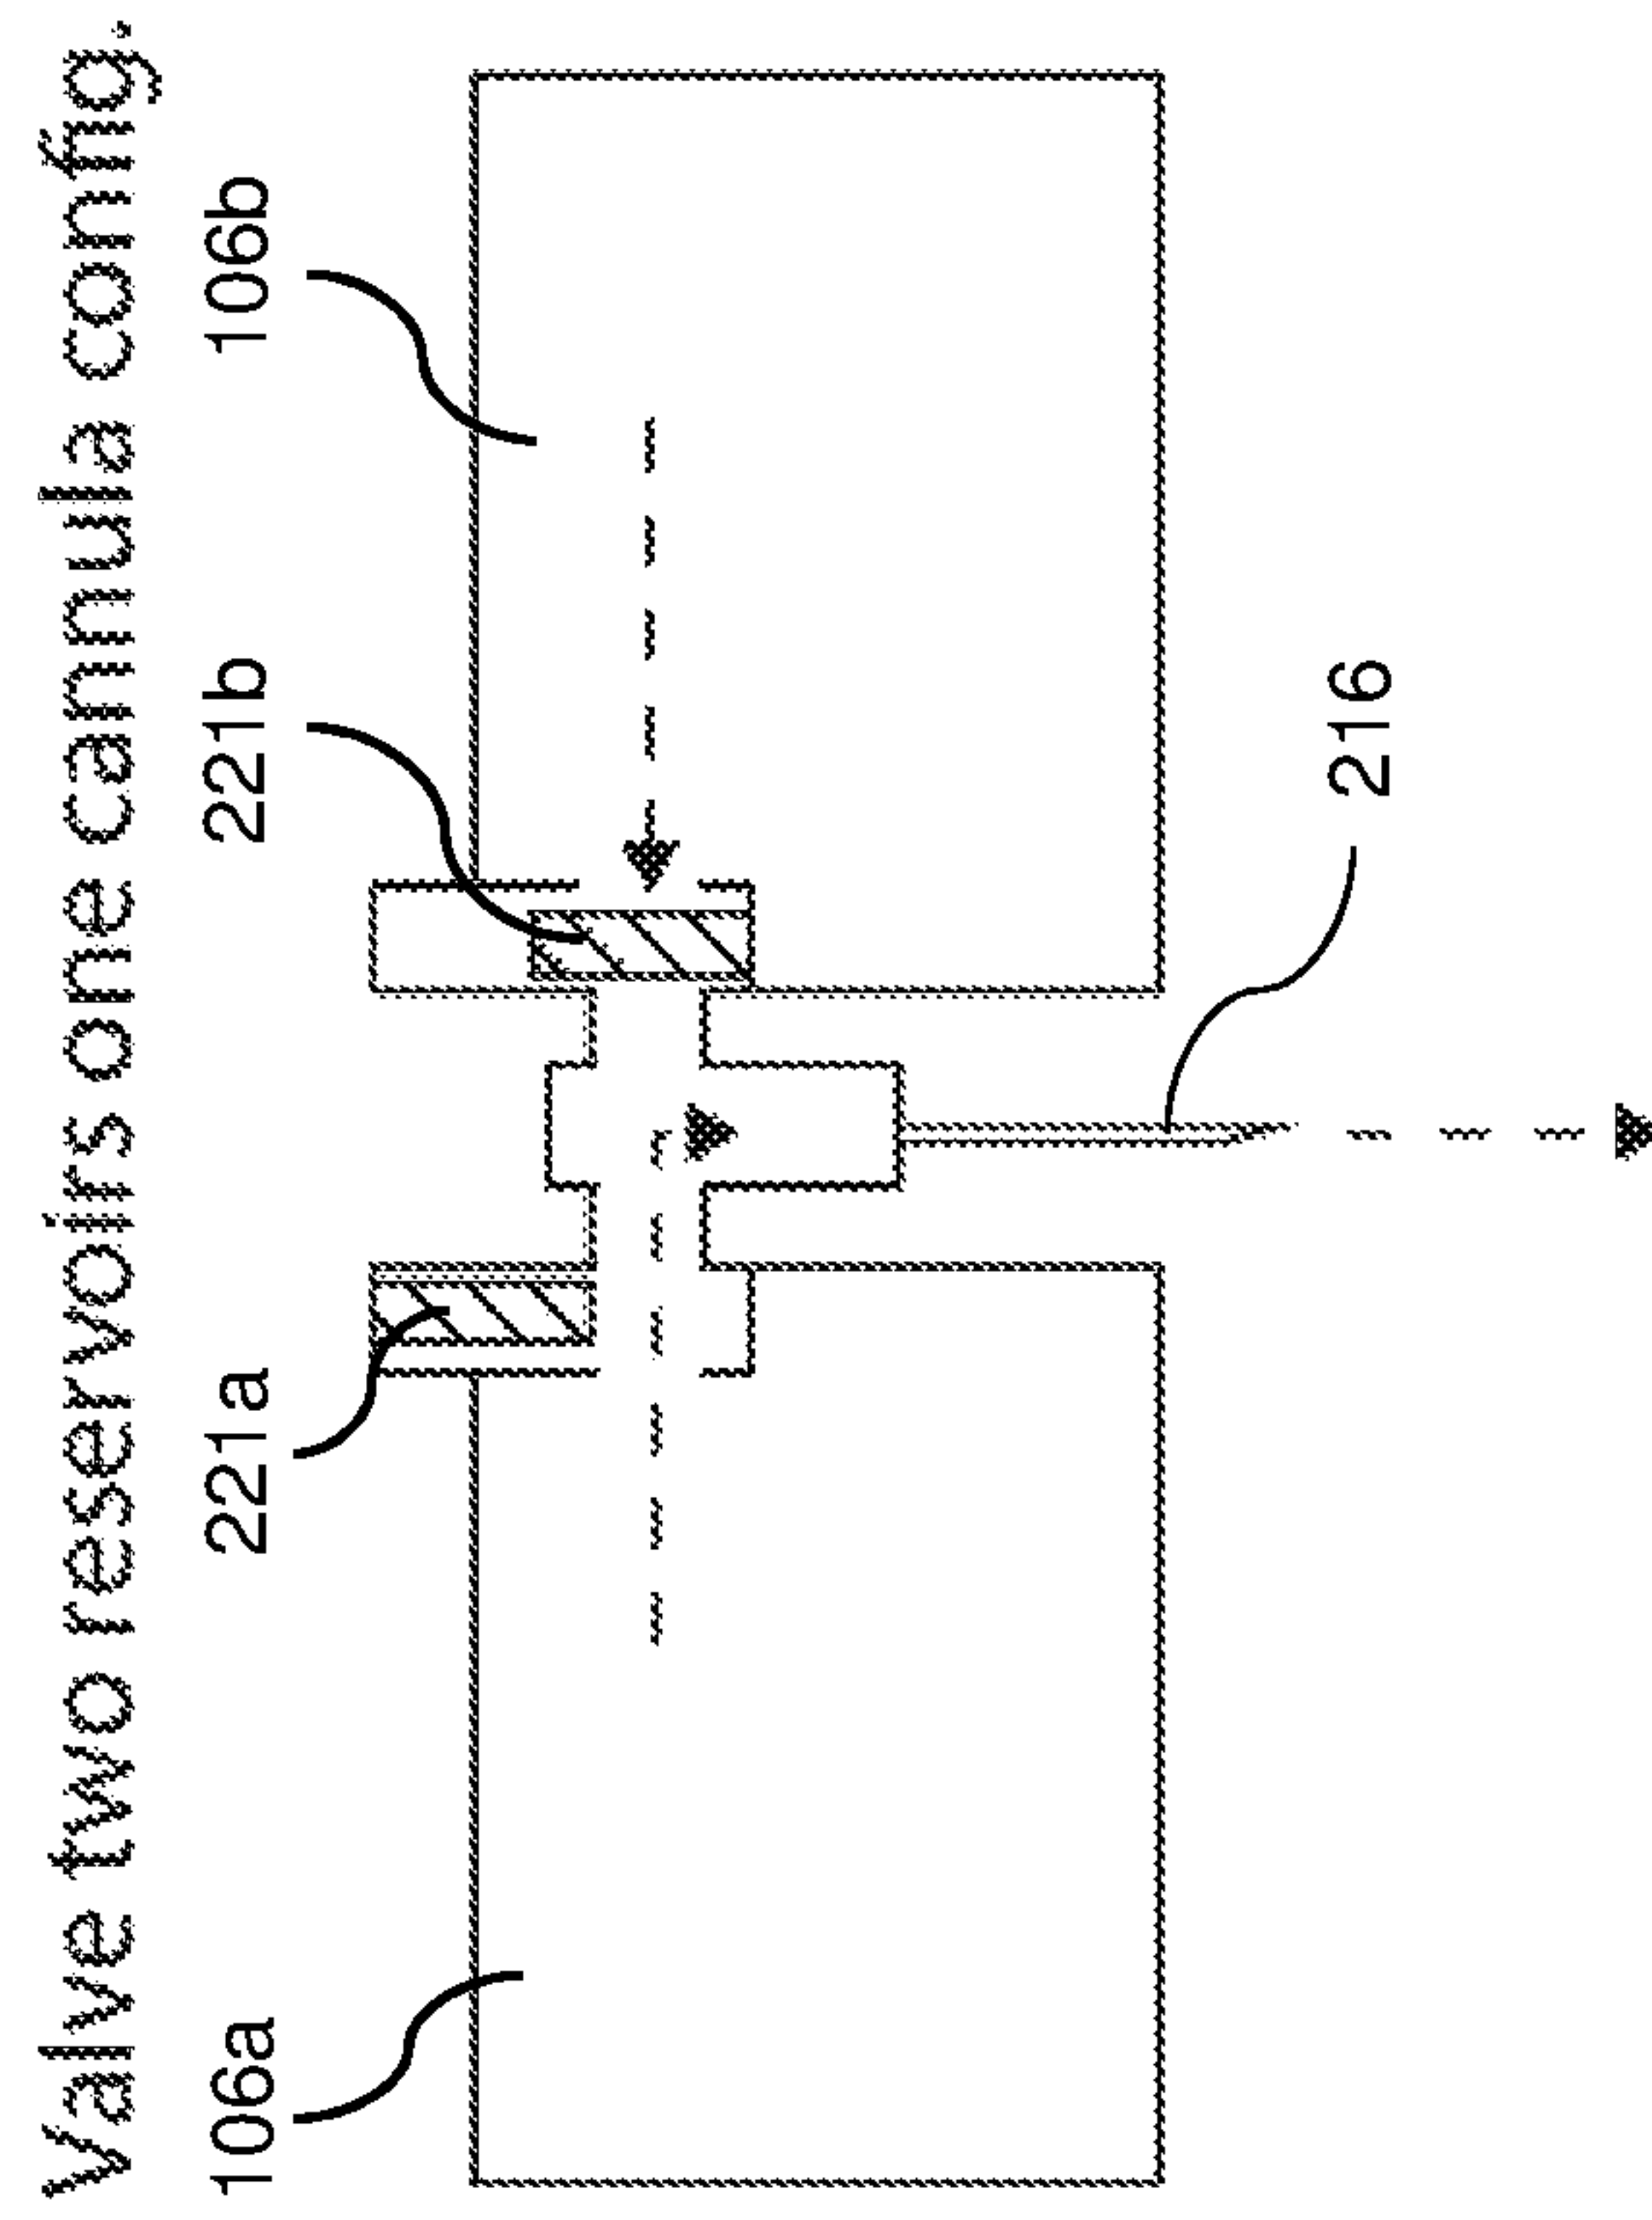 Valve two reservoirs one cannula config.
106a
221a
221b
106b
216